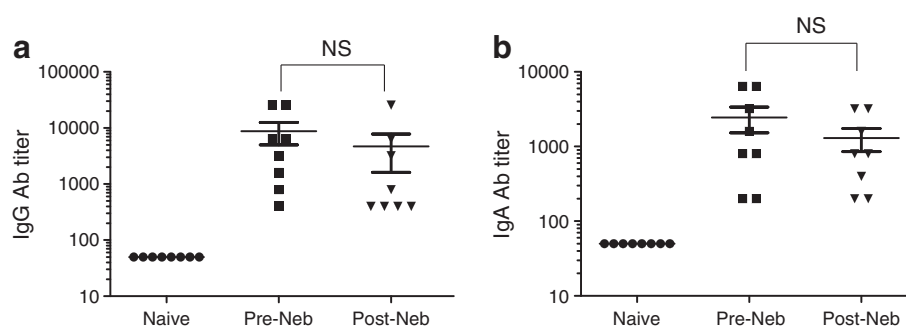 a
NS
100000
10000
1000
100
10
IgG Ab titer
Naive Pre-Neb Post-Neb
b
NS
10000
1000
100
10
IgA Ab titer
Naive Pre-Neb Post-Neb